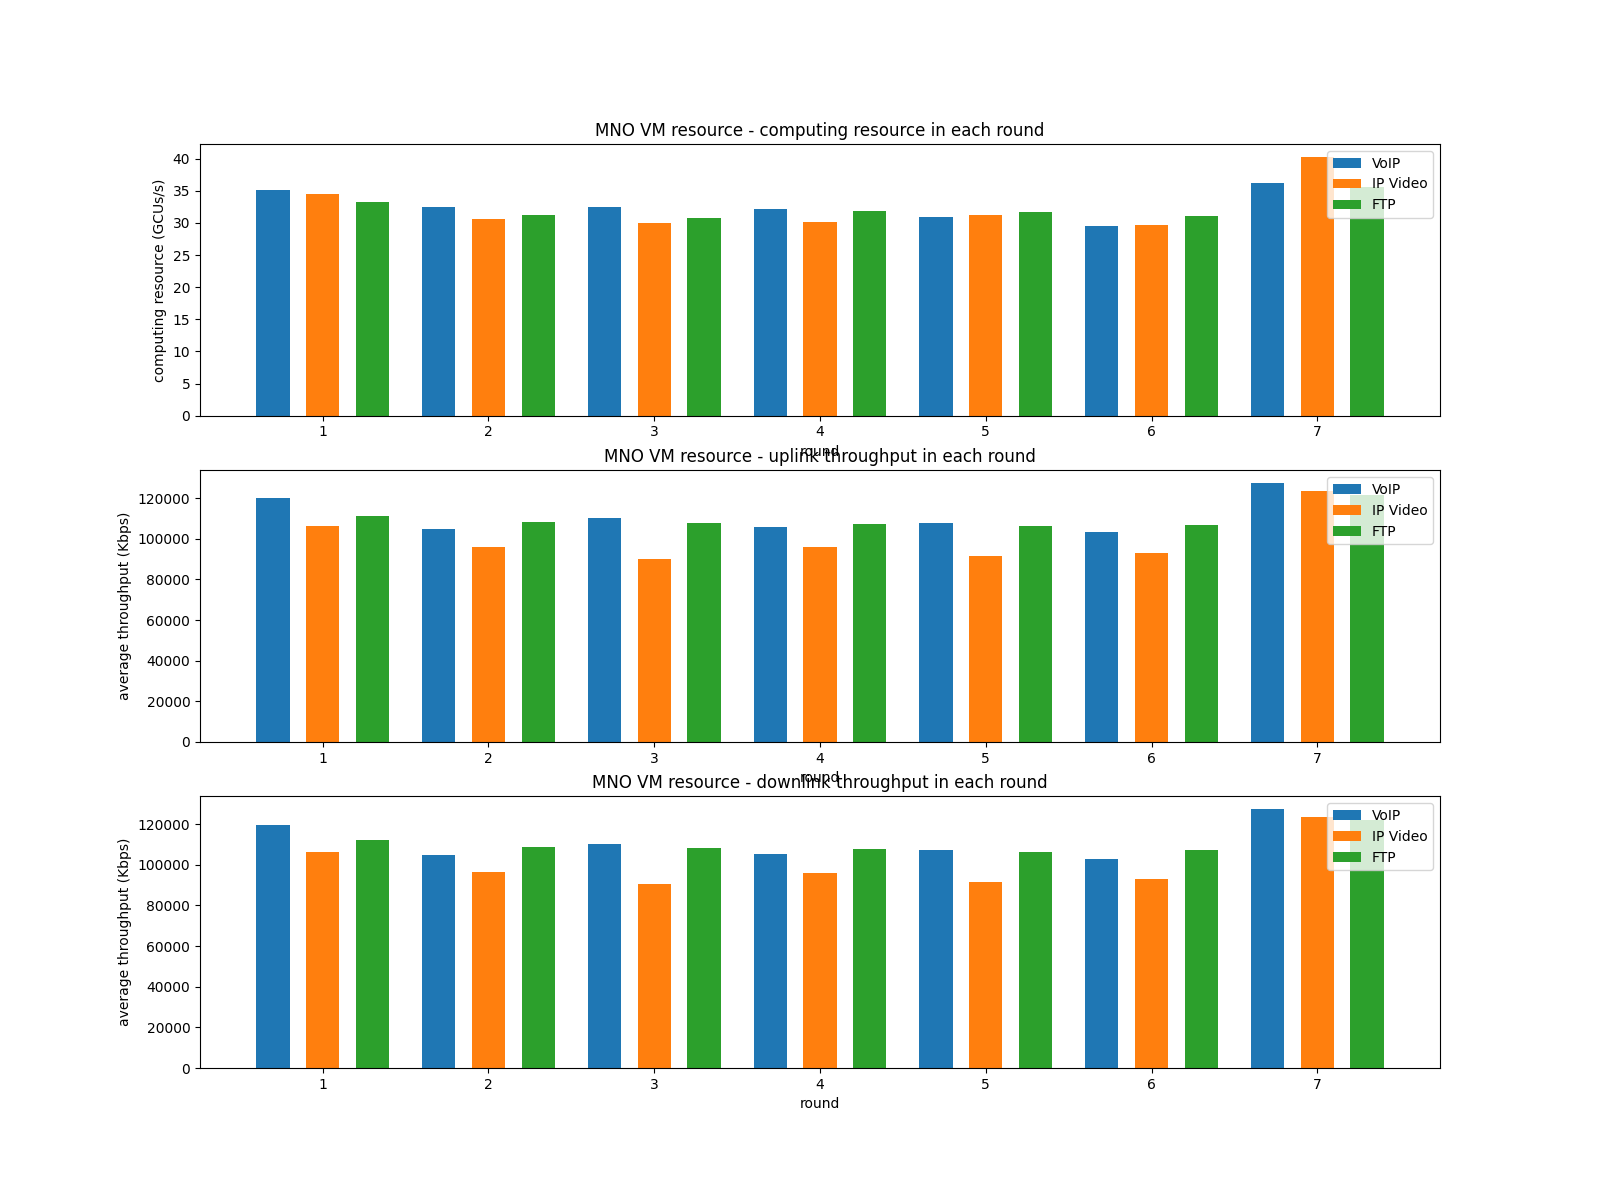 MNO VM resource - computing resource in each round
computing resource (GCUs/s)
40
35
30
25
20
15
10
5
0
VoIP
IP Video
FTP
1 2 3 4 5 6 7
round
MNO VM resource - uplink throughput in each round
average throughput (Kbps)
120000
100000
80000
60000
40000
20000
0
VoIP
IP Video
FTP
1 2 3 4 5 6 7
round
MNO VM resource - downlink throughput in each round
average throughput (Kbps)
120000
100000
80000
60000
40000
20000
0
VoIP
IP Video
FTP
1 2 3 4 5 6 7
round